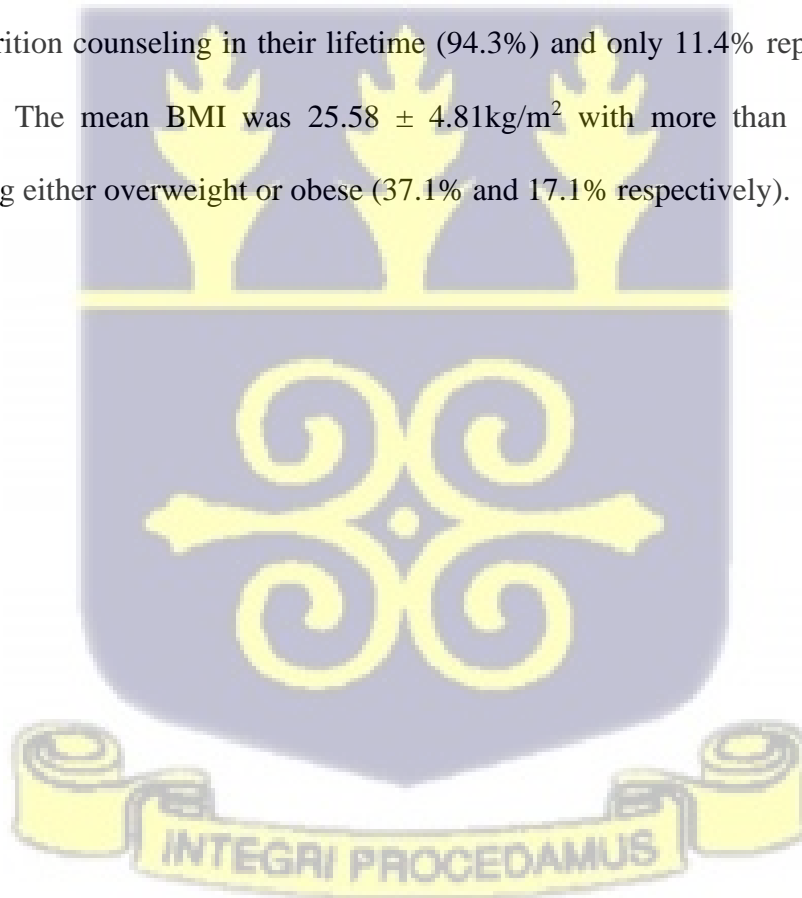 rition counseling in their lifetime (94.3%) and only 11.4% rep
The mean BMI was 25.58 ± 4.81kg/m² with more than
g either overweight or obese (37.1% and 17.1% respectively).
INTEGRI PROCEDAMUS